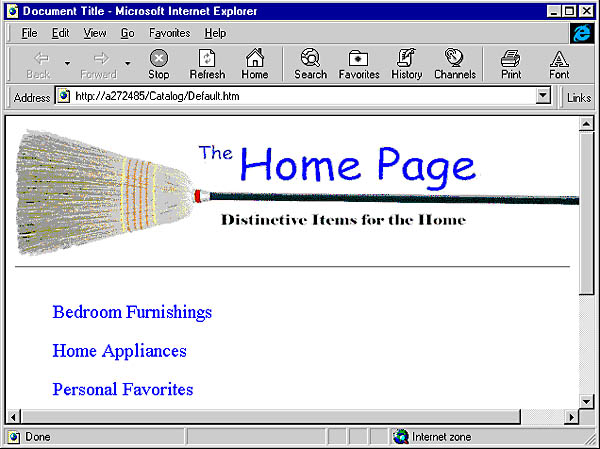 Document Title - Microsoft Internet Explorer
File Edit View Go Favorites Help
Back Forward Stop Refresh Home Search Favorites History Channels Print Font
Address http://a272485/Catalog/Default.htm Links
The Home Page
Distinctive Items for the Home
Bedroom Furnishings
Home Appliances
Personal Favorites
Done Internet zone